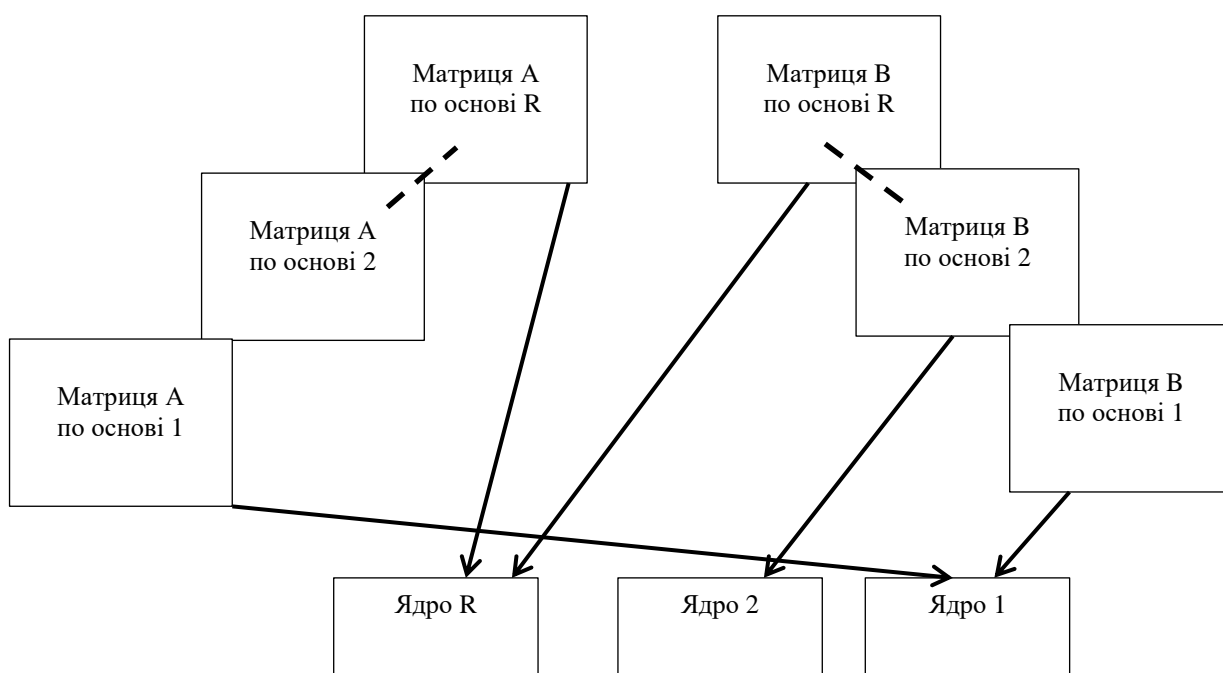 Матриця А
по основі R
Матриця В
по основі R
Матриця А
по основі 2
Матриця В
по основі 2
Матриця А
по основі 1
Матриця В
по основі 1
Ядро R
Ядро 2
Ядро 1